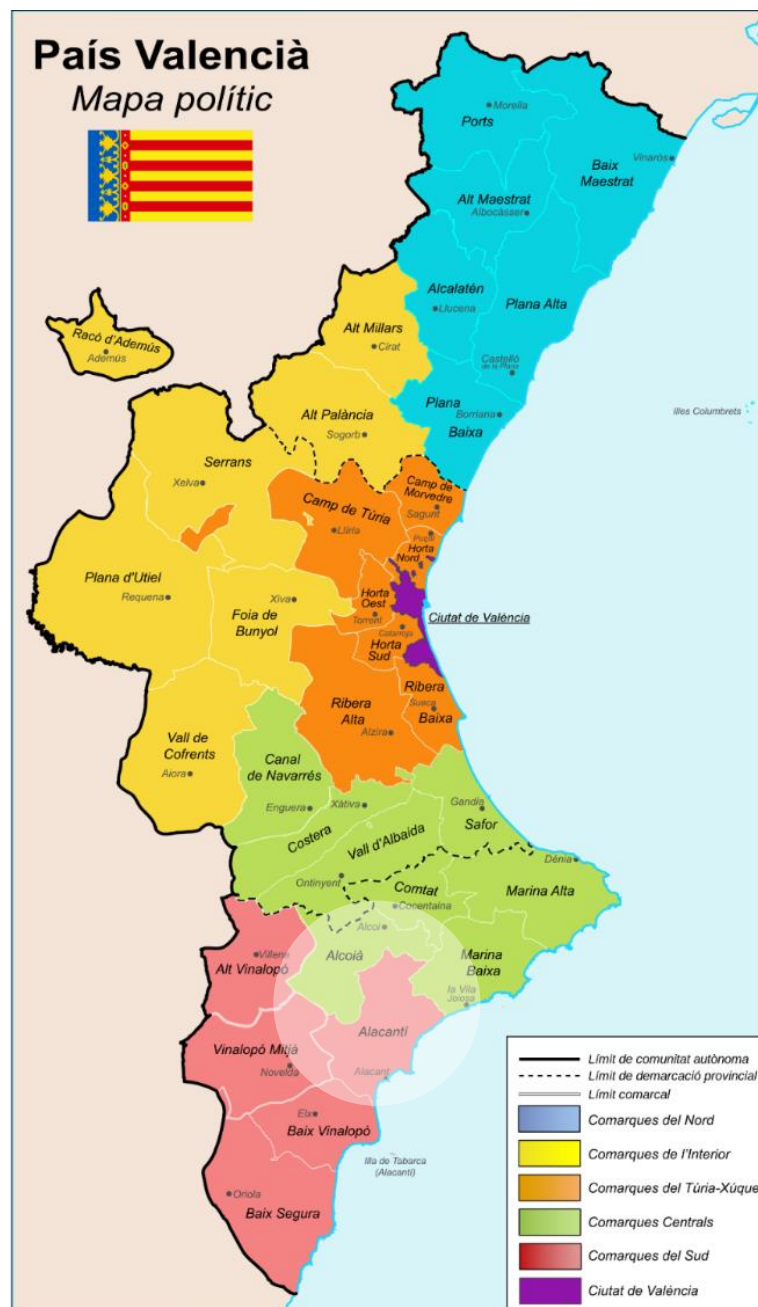 País Valencià
Mapa polític
Morella
Ports
Vinaròs
Baix
Maestrat
Alt Maestrat
Albocàsser
Alcalatén
Llucena
Plana Alta
Alt Millars
Cirat
Racó d'Ademús
Ademús
Castelló
de la Plana
Plana
Borriana
Baixa
illes Columbrets
Alt Palància
Sogorb
Serrans
Xelva
Camp de
Morvedre
Sagunt
Camp de Túria
Llíria
Puçol
Horta
Nord
Plana d'Utiel
Requena
Xiva
Foia de
Bunyol
Horta
Oest
Torrent
Ciutat de València
Catarroja
Horta
Sud
Ribera
Sueca
Baixa
Ribera
Alta
Alzira
Vall de
Cofrents
Aiora
Canal
de Navarrés
Enguera
Xàtiva
Gandia
Safor
Costera
Vall d'Albaida
Dénia
Ontinyent
Comtat
Marina Alta
Cocentaina
Alcoi
Alcoià
Marina
Baixa
Villena
Alt Vinalopó
la Vila
Joiosa
Alacantí
Vinalopó Mitjà
Novelda
Alacant
Elx
Baix Vinalopó
Illa de Tabarca
(Alacantí)
Oriola
Baix Segura
Límit de comunitat autònoma
Límit de demarcació provincial
Límit comarcal
Comarques del Nord
Comarques de l'Interior
Comarques del Túria-Xúque
Comarques Centrals
Comarques del Sud
Ciutat de València